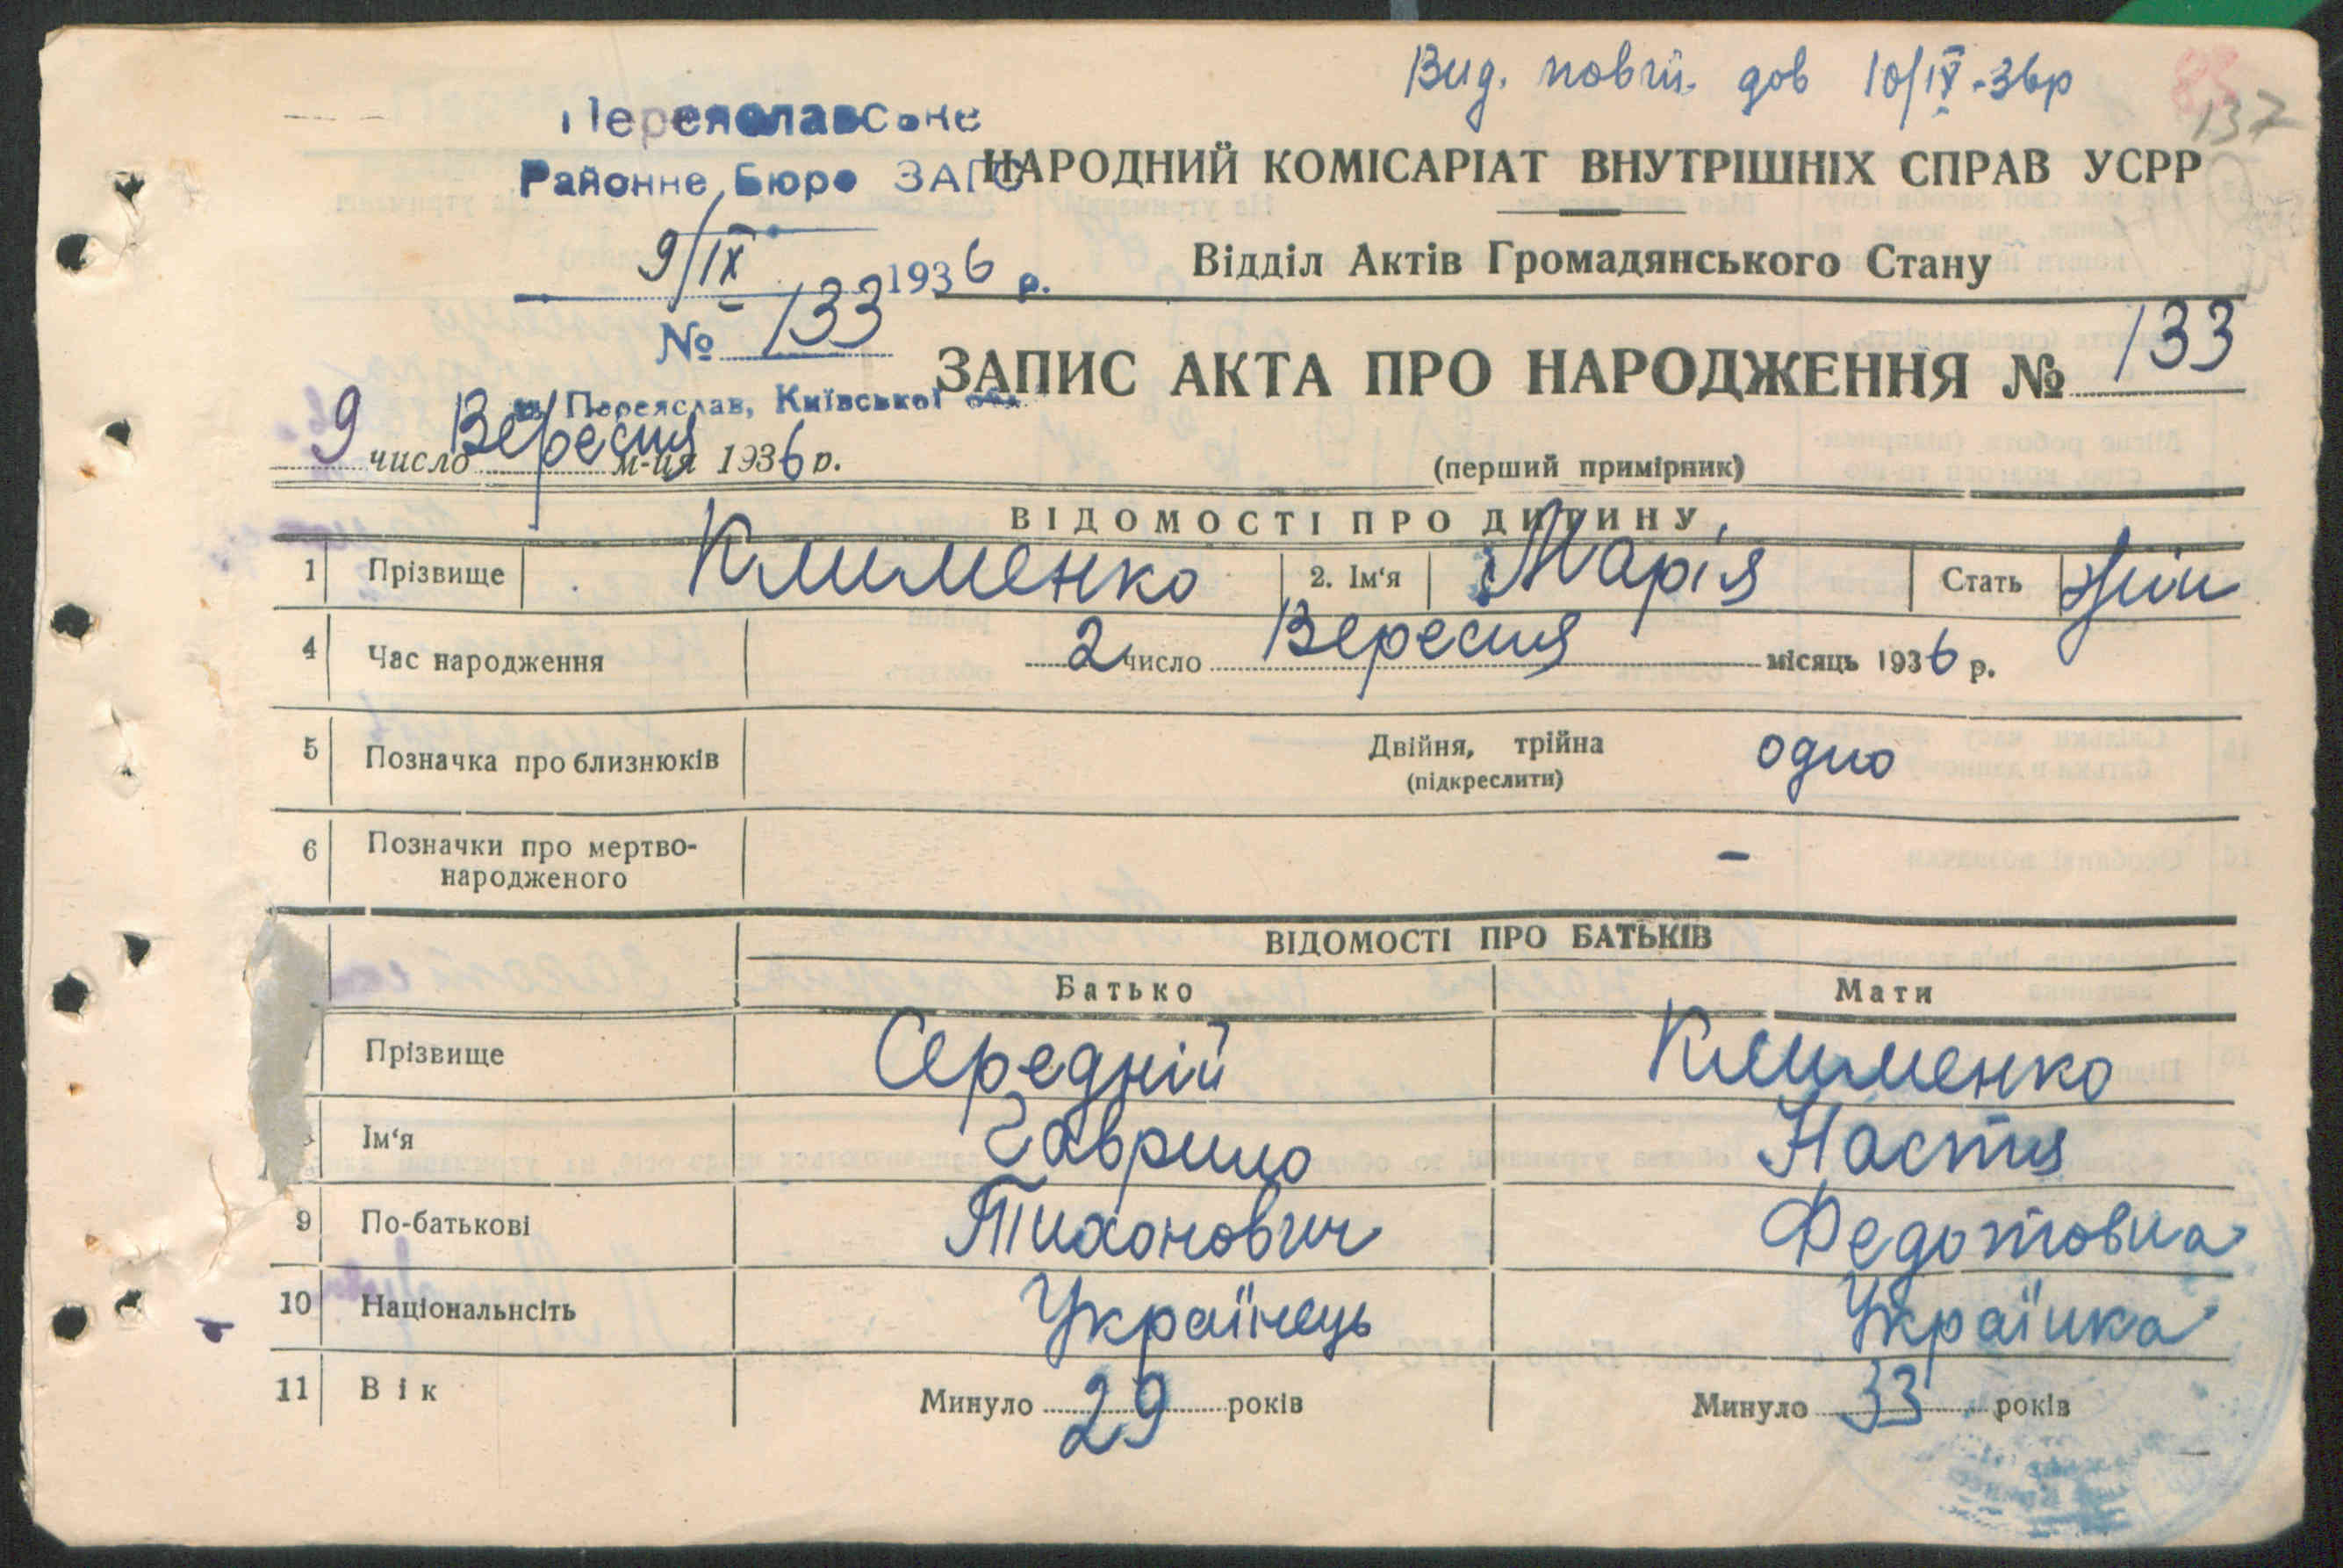 Вид. повтн. дов 10/IX-36р
137
Переяславське
Районне Бюро ЗАГС
9/IX 1936 р.
№ 133
м. Переяслав, Київської обл.
НАРОДНИЙ КОМІСАРІАТ ВНУТРІШНІХ СПРАВ УСРР
Відділ Актів Громадянського Стану
ЗАПИС АКТА ПРО НАРОДЖЕННЯ № 133
9 число Вересня м-ця 1936 р.
(перший примірник)
ВІДОМОСТІ ПРО ДИТИНУ
1 Прізвище Клименко 2. Ім'я Марія Стать жін
4 Час народження 2 число Вересня місяць 1936 р.
5 Позначка про близнюків Двійня, трійна одно
(підкреслити)
6 Позначки про мертво-
народженого -
ВІДОМОСТІ ПРО БАТЬКІВ
Батько Мати
Прізвище Середній Клименко
Ім'я Гаврило Настя
9 По-батькові Тихонович Федотовна
10 Національнсіть Українець Українка
11 Вік Минуло 29 років Минуло 33 років